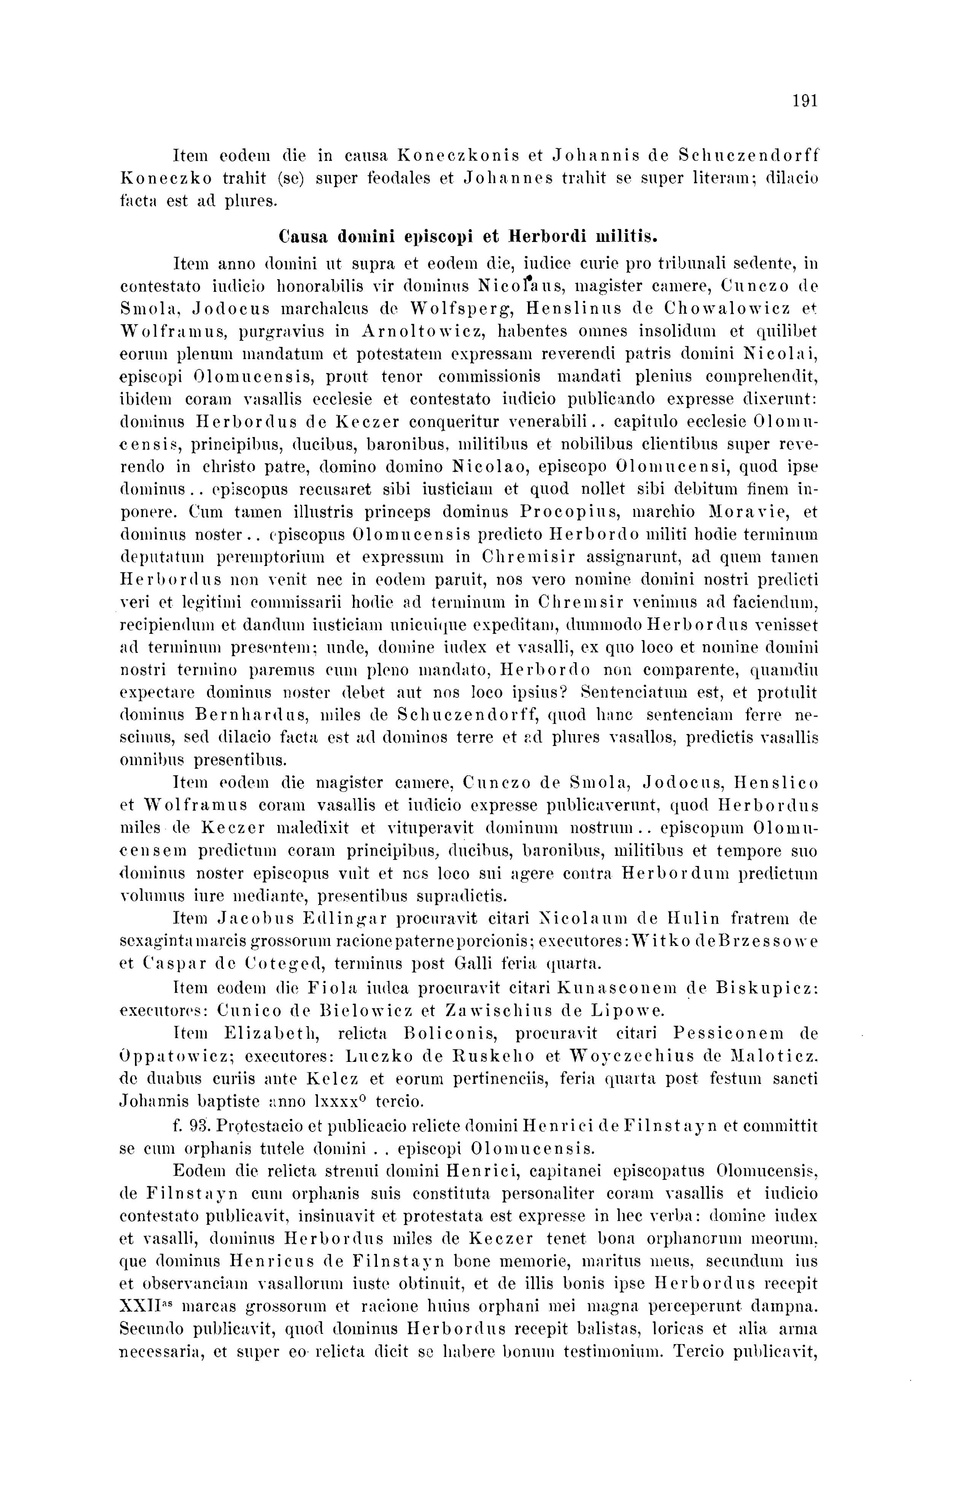 191
Item eodem die in causa Koneczkonis et Johannis de Schuczendorff
Koneczko trahit (se) super feodales et Johannes trahit se super literam; dilacio
facta est ad plures.
Causa domini episcopi et Herbordi militis.
Item anno domini ut supra et eodem die, iudice curie pro tribunali sedente, in
contestato iudicio honorabilis vir dominus Nicolaus, magister camere, Cunczo de
Smola, Jodocus marchalcus de Wolfsperg, Henslinus de Chowalowicz et
Wolframus, purgravius in Arnoltowicz, habentes omnes insolidum et quilibet
eorum plenum mandatum et potestatem expressam reverendi patris domini Nicolai,
episcopi Olomucensis, prout tenor commissionis mandati plenius comprehendit,
ibidem coram vasallis ecclesie et contestato iudicio publicando expresse dixerunt:
dominus Herbordus de Keczer conqueritur venerabili.. capitulo ecclesie Olomu-
censis, principibus, ducibus, baronibus, militibus et nobilibus clientibus super reve-
rendo in christo patre, domino domino Nicolao, episcopo Olomucensi, quod ipse
dominus.. episcopus recusaret sibi iusticiam et quod nollet sibi debitum finem in-
ponere. Cum tamen illustris princeps dominus Procopius, marchio Moravie, et
dominus noster.. episcopus Olomucensis predicto Herbordo militi hodie terminum
deputatum peremptorium et expressum in Chremisir assignarunt, ad quem tamen
Herbordus non venit nec in eodem paruit, nos vero nomine domini nostri predicti
veri et legitimi commissarii hodie ad terminum in Chremsir venimus ad faciendum,
recipiendum et dandum iusticiam unicuique expeditam, dummodo Herbordus venisset
ad terminum presentem; unde, domine iudex et vasalli, ex quo loco et nomine domini
nostri termino paremus cum pleno mandato, Herbordo non comparente, quamdiu
expectare dominus noster debet aut nos loco ipsius? Sentenciatum est, et protulit
dominus Bernhardus, miles de Schuczendorff, quod hanc sentenciam ferre ne-
scimus, sed dilacio facta est ad dominos terre et ad plures vasallos, predictis vasallis
omnibus presentibus.
Item eodem die magister camere, Cunczo de Smola, Jodocus, Henslico
et Wolframus coram vasallis et iudicio expresse publicaverunt, quod Herbordus
miles de Keczer maledixit et vituperavit dominum nostrum.. episcopum Olomu-
censem predictum coram principibus, ducibus, baronibus, militibus et tempore suo
dominus noster episcopus vult et nos loco sui agere contra Herbordum predictum
volumus iure mediante, presentibus supradictis.
Item Jacobus Edlingar procuravit citari Nicolaum de Hulin fratrem de
sexaginta marcis grossorum racione paterne porcionis; executores: Witko de Brzessowe
et Caspar de Coteged, terminus post Galli feria quarta.
Item eodem die Fiola iudea procuravit citari Kunasconem de Biskupicz:
executores: Cunico de Bielowicz et Zawischius de Lipowe.
Item Elizabeth, relicta Boliconis, procuravit citari Pessiconem de
Oppatowicz; executores: Luczko de Ruskeho et Woyczechius de Maloticz.
de duabus curiis ante Kelcz et eorum pertinenciis, feria quarta post festum sancti
Johannis baptiste anno lxxxxº tercio.
f. 93. Protestacio et publicacio relicte domini Henrici de Filnstayn et committit
se cum orphanis tutele domini . . episcopi Olomucensis.
Eodem die relicta strenui domini Henrici, capitanei episcopatus Olomucensis,
de Filnstayn cum orphanis suis constituta personaliter coram vasallis et iudicio
contestato publicavit, insinuavit et protestata est expresse in hec verba: domine iudex
et vasalli, dominus Herbordus miles de Keczer tenet bona orphanorum meorum,
que dominus Henricus de Filnstayn bone memorie, maritus meus, secundum ius
et observanciam vasallorum iuste obtinuit, et de illis bonis ipse Herbordus recepit
XXIIᵃˢ marcas grossorum et racione huius orphani mei magna perceperunt dampna.
Secundo publicavit, quod dominus Herbordus recepit balistas, loricas et alia arma
necessaria, et super eo relicta dicit se habere bonum testimonium. Tercio publicavit,